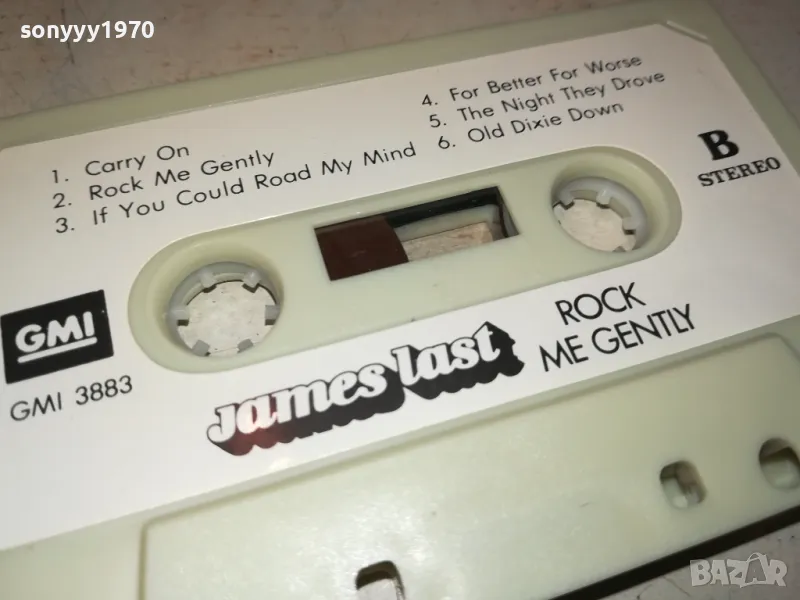 sonyyy1970
1. Carry On
2. Rock Me Gently
3. If You Could Road My Mind
4. For Better For Worse
5. The Night They Drove
6. Old Dixie Down
B
STEREO
GMI
GMI 3883
james last
ROCK
ME GENTLY
BAZAR